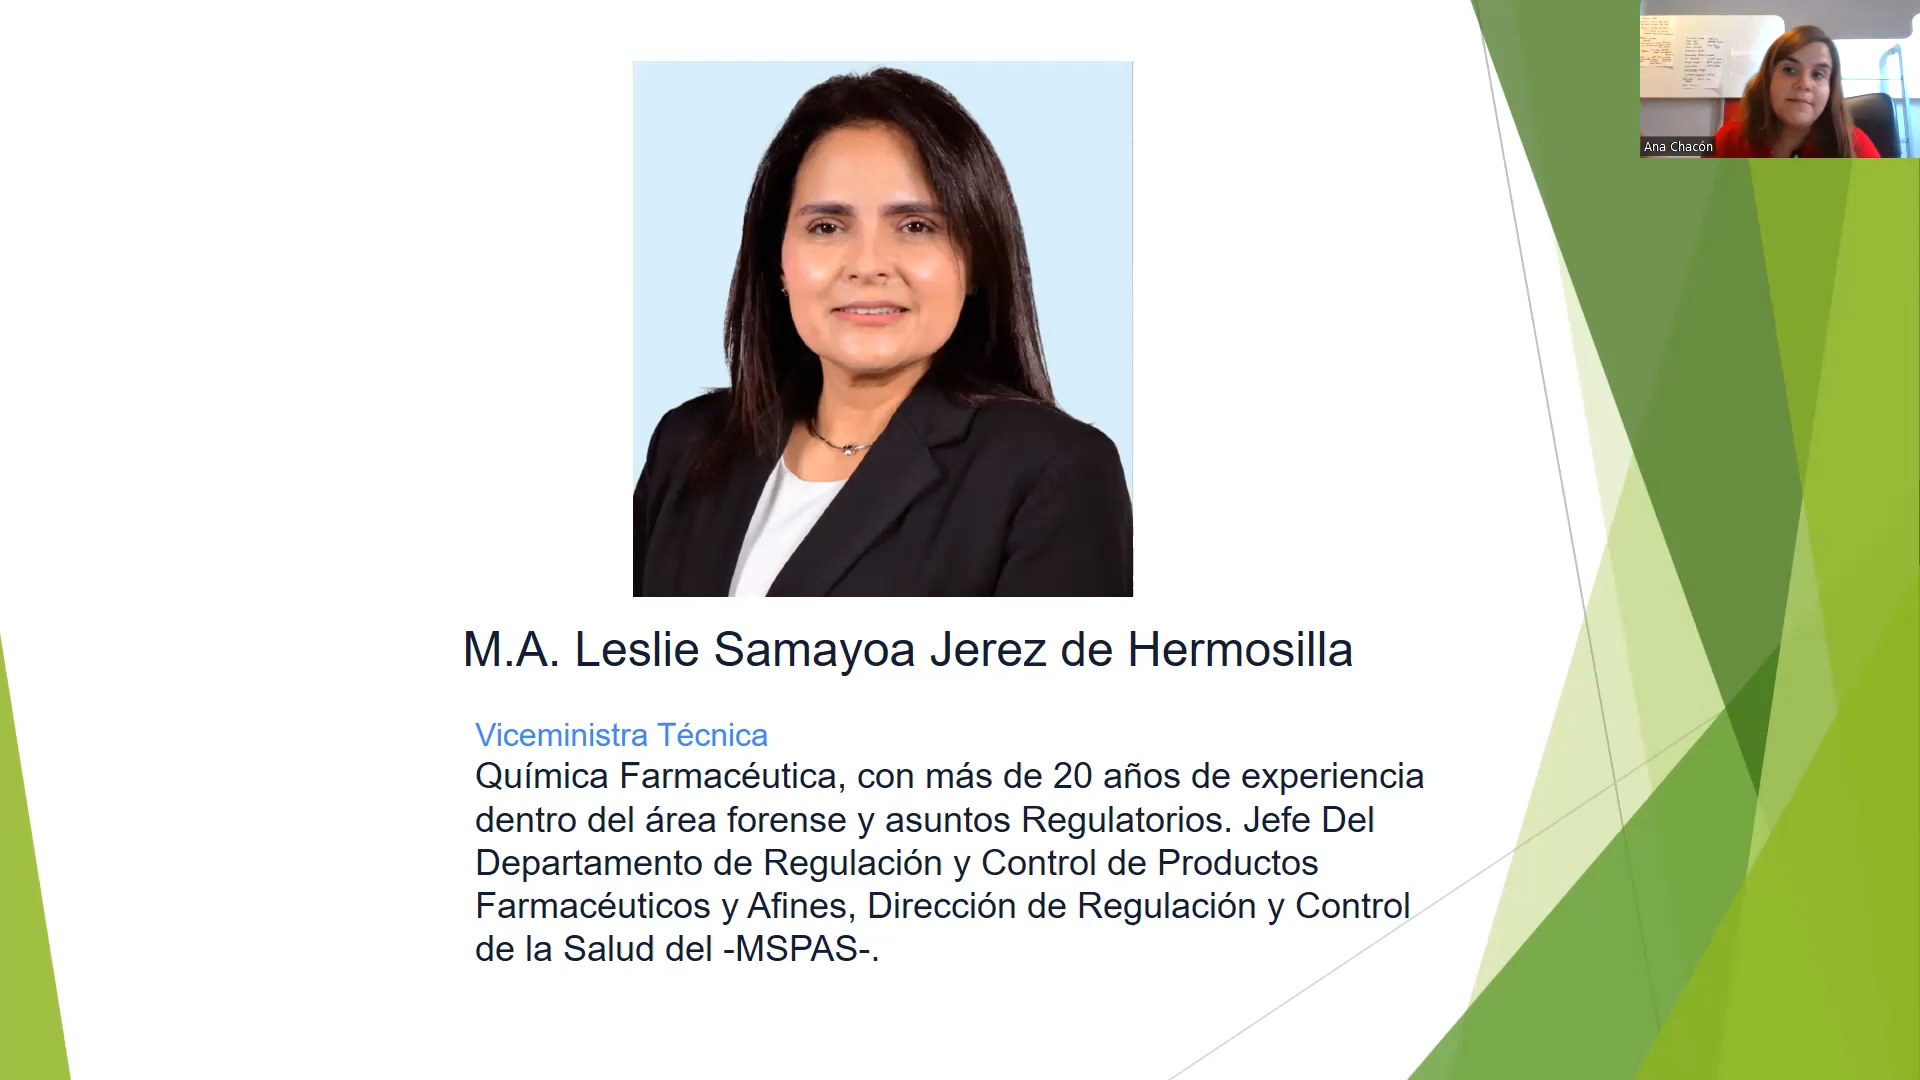 Ana Chacón
M.A. Leslie Samayoa Jerez de Hermosilla
Viceministra Técnica
Química Farmacéutica, con más de 20 años de experiencia
dentro del área forense y asuntos Regulatorios. Jefe Del
Departamento de Regulación y Control de Productos
Farmacéuticos y Afines, Dirección de Regulación y Control
de la Salud del -MSPAS-.